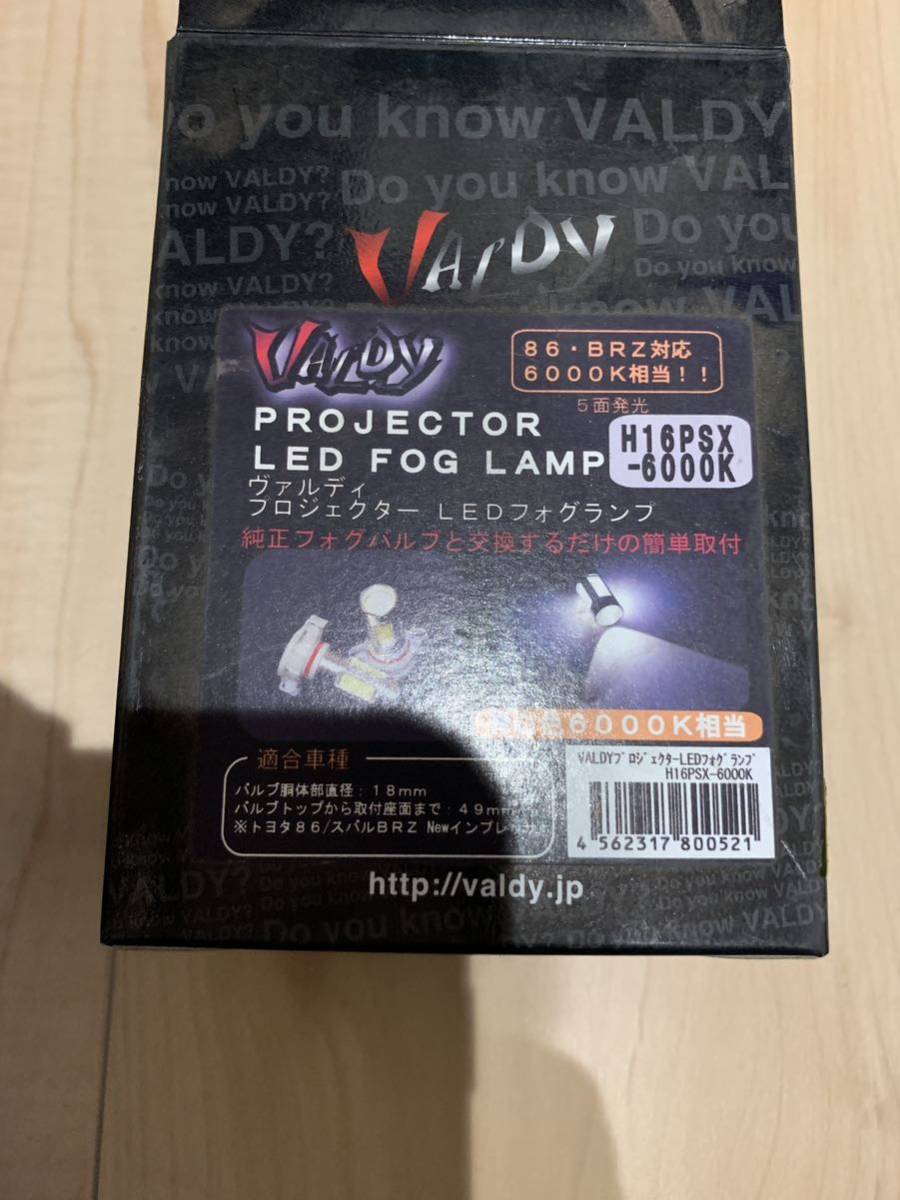 Do you know VALDY
now VALDY?
Do you know VAL
now VALDY?
ALDY?
VALDY
Do you
Do you know
know VALDY?
VALDY
86・BRZ対応
6000K相当!!
5面発光
PROJECTOR
LED FOG LAMP
H16PSX
-6000K
ヴァルディ
プロジェクター LEDフォグランプ
純正フォグバルブと交換するだけの簡単取付
色6000K相当
適合車種
バルブ胴体部直径:18mm
バルブトップから取付座面まで:49mm
※トヨタ86/スバルBRZ Newインプレッサ
VALDYプロジェクターLEDフォグランプ
H16PSX-6000K
4 562317 800521
http://valdy.jp
Do you know VALDY